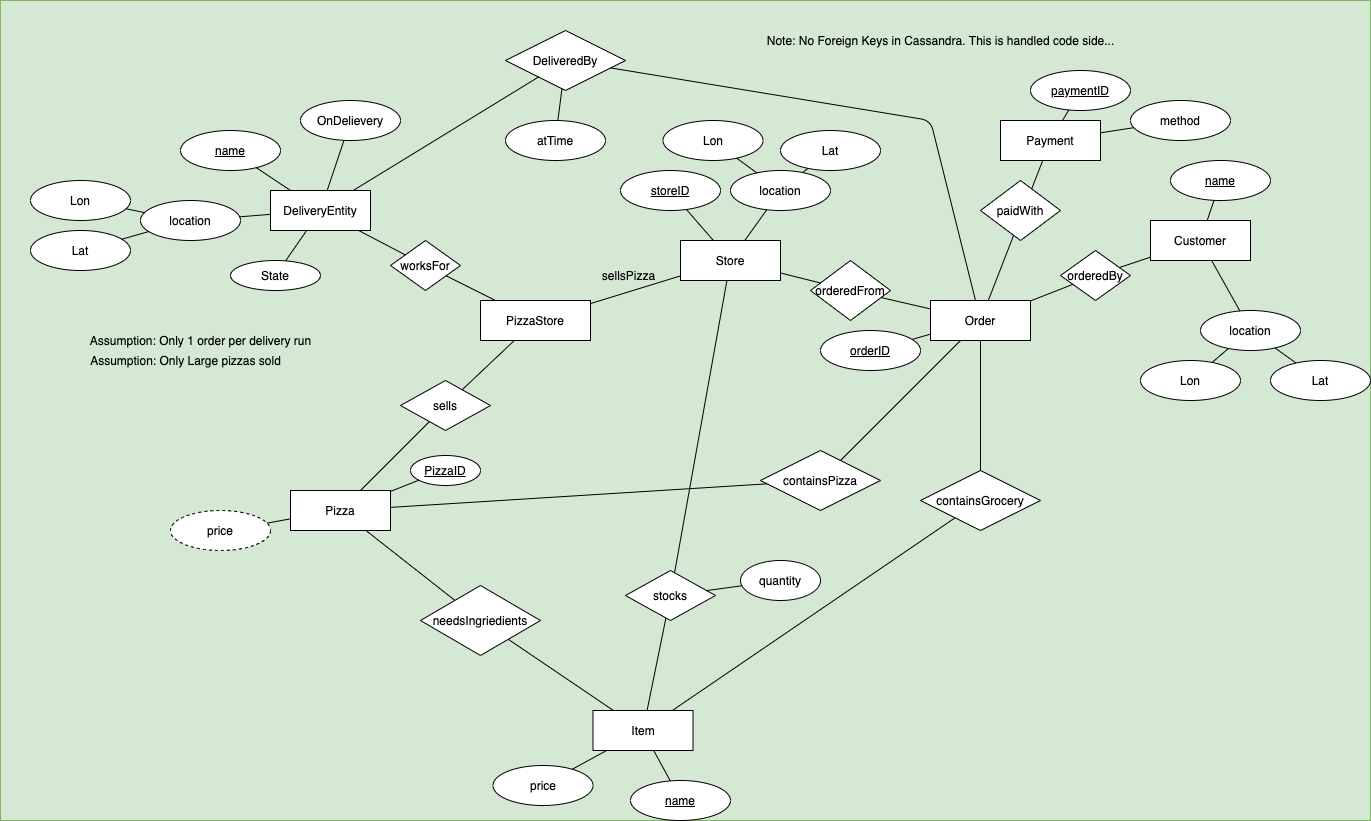 Note: No Foreign Keys in Cassandra. This is handled code side...
DeliveredBy
paymentID
OnDelievery
method
atTime
Lon
Payment
name
Lat
name
Lon
storeID
location
DeliveryEntity
paidWith
location
Customer
Lat
Store
worksFor
State
sellsPizza
orderedBy
orderedFrom
PizzaStore
Order
location
Assumption: Only 1 order per delivery run
orderID
Assumption: Only Large pizzas sold
Lon
Lat
sells
PizzaID
containsPizza
containsGrocery
Pizza
price
quantity
stocks
needsIngriedients
Item
price
name